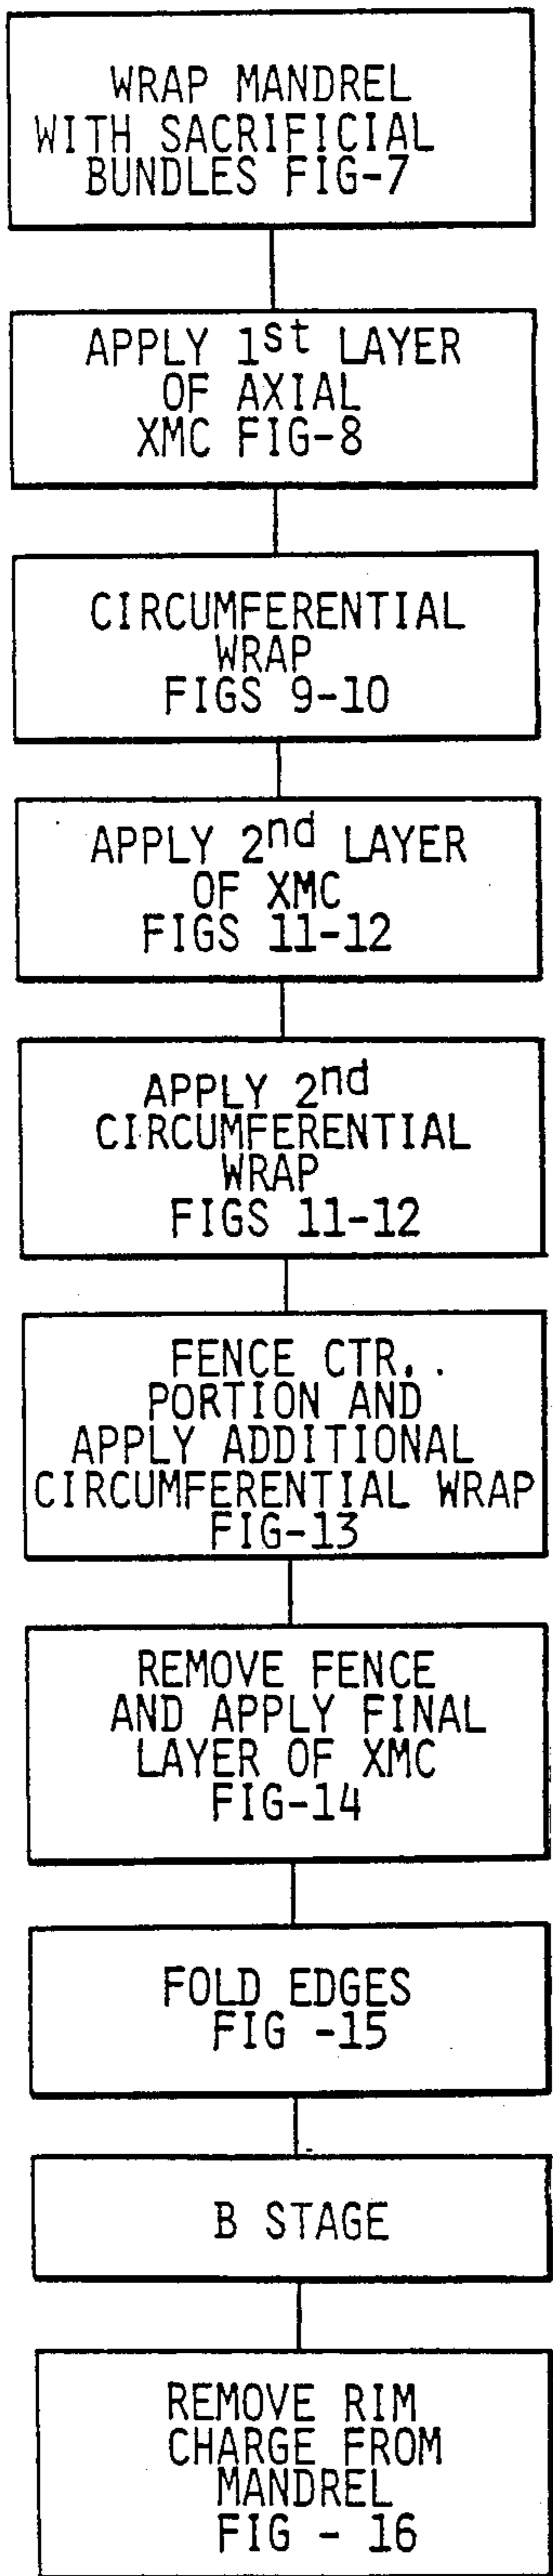 WRAP MANDREL
WITH SACRIFICIAL
BUNDLES FIG-7
APPLY 1st LAYER
OF AXIAL
XMC FIG-8
CIRCUMFERENTIAL
WRAP
FIGS 9-10
APPLY 2nd LAYER
OF XMC
FIGS 11-12
APPLY 2nd
CIRCUMFERENTIAL
WRAP
FIGS 11-12
FENCE CTR.
PORTION AND
APPLY ADDITIONAL
CIRCUMFERENTIAL WRAP
FIG-13
REMOVE FENCE
AND APPLY FINAL
LAYER OF XMC
FIG-14
FOLD EDGES
FIG -15
B STAGE
REMOVE RIM
CHARGE FROM
MANDREL
FIG - 16